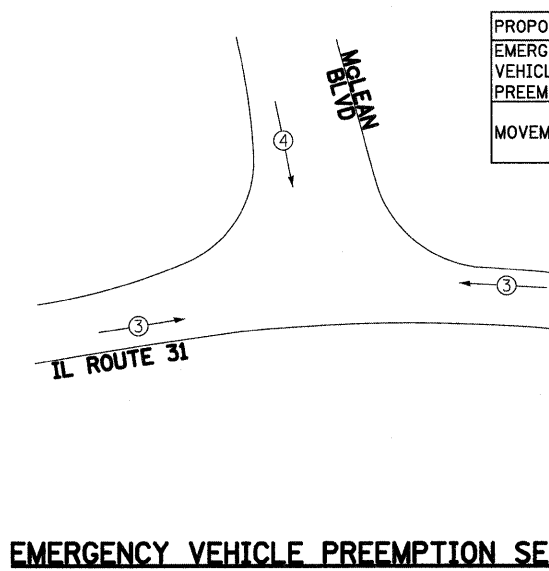 PROPO
EMERG
VEHICL
PREEM
MOVEM
McLEAN
BLVD
4
3
3
IL ROUTE 31
EMERGENCY VEHICLE PREEMPTION SE